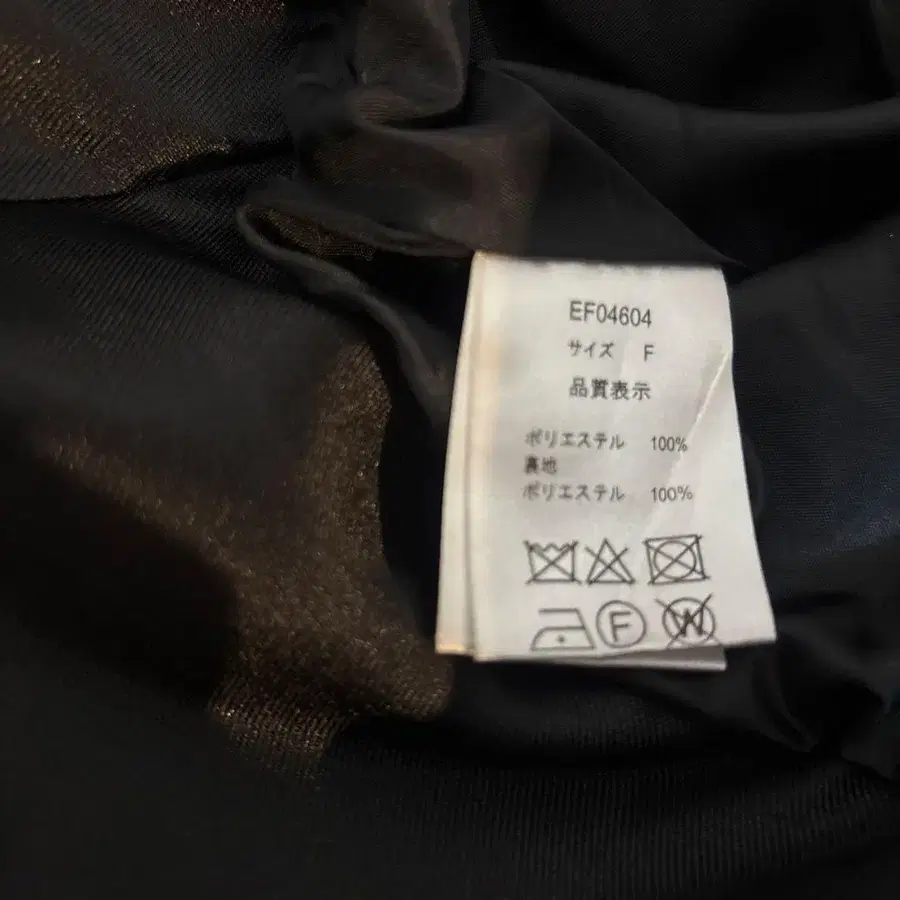 EF04604
サイズ F
品質表示
ポリエステル 100%
裏地
ポリエステル 100%
F W